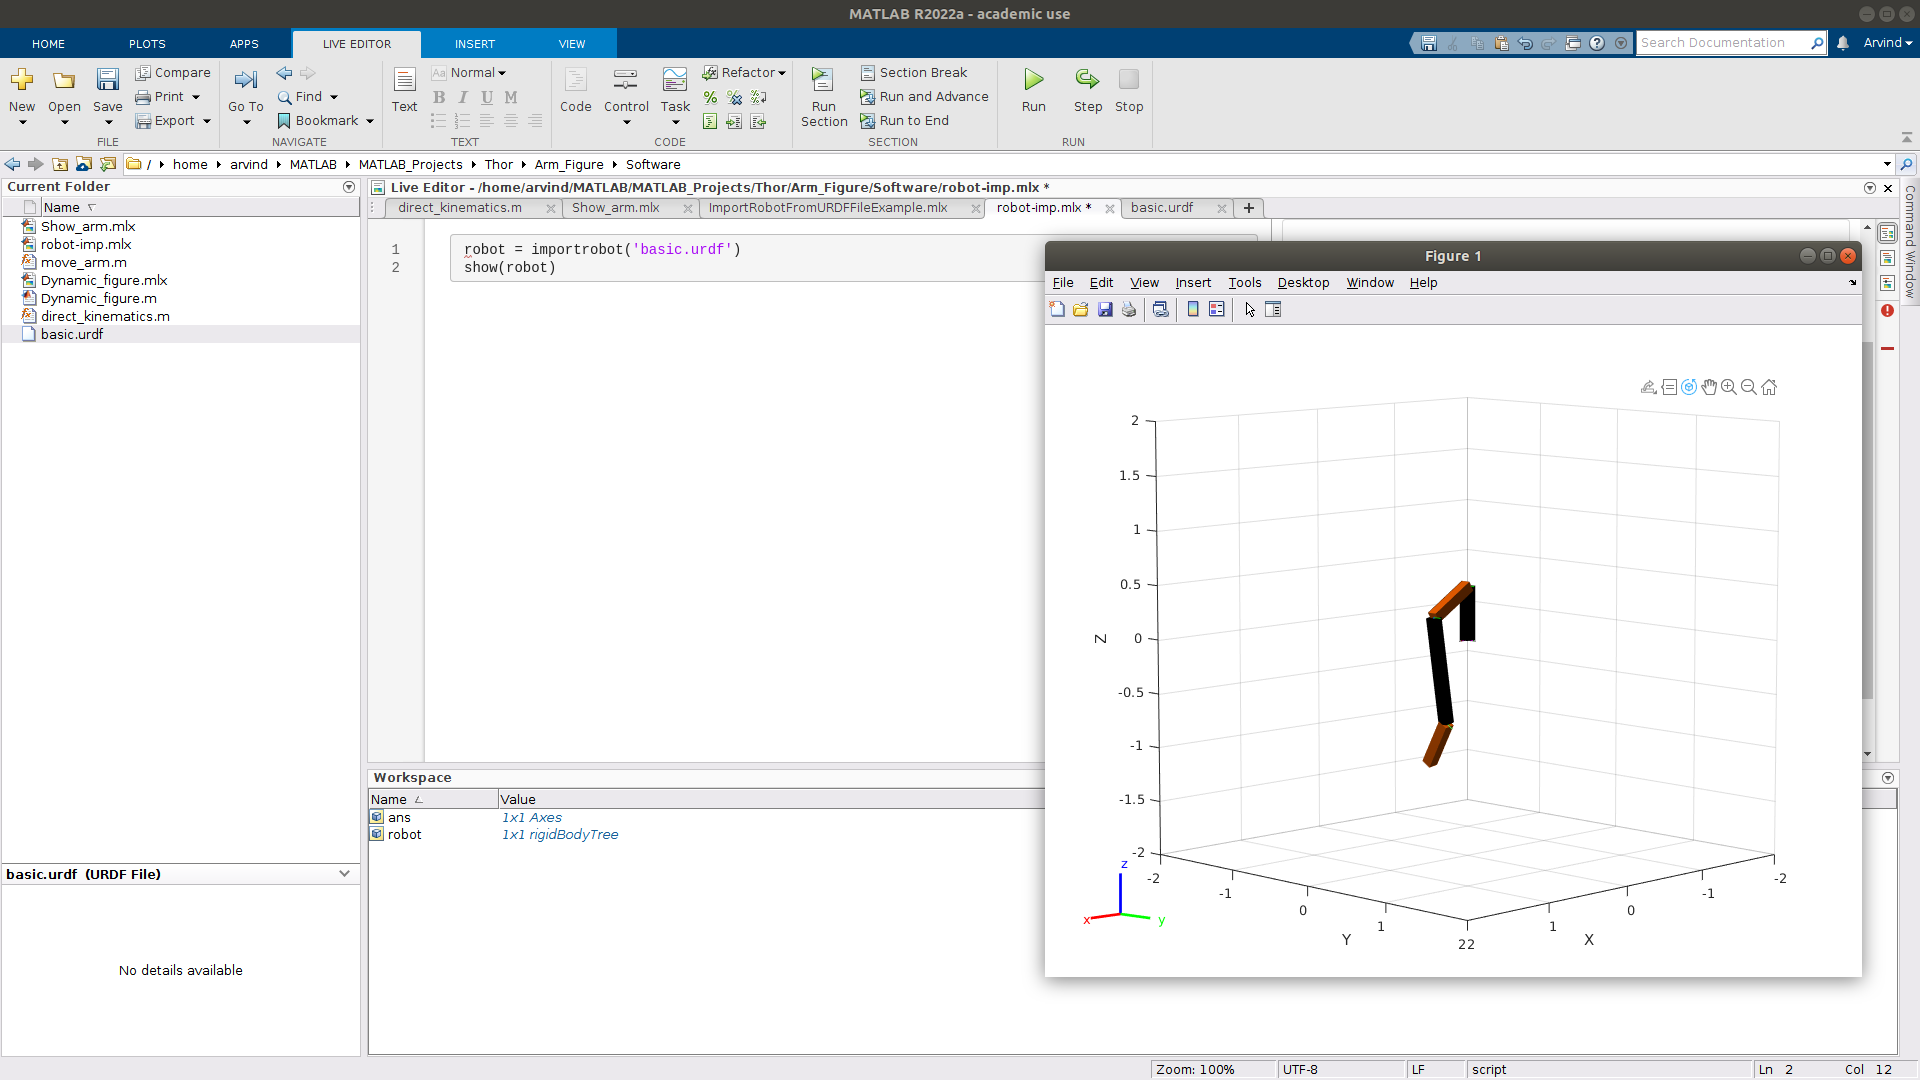 MATLAB R2022a - academic use
HOME PLOTS APPS LIVE EDITOR INSERT VIEW
Search Documentation Arvind
New Open Save Compare Print Export
FILE
Go To Find Bookmark
NAVIGATE
Text Aa Normal B I U M
TEXT
Code Control Task Refactor
CODE
Run Section Section Break Run and Advance Run to End
SECTION
Run Step Stop
RUN
/ home arvind MATLAB MATLAB_Projects Thor Arm_Figure Software
Current Folder
Name
Show_arm.mlx
robot-imp.mlx
move_arm.m
Dynamic_figure.mlx
Dynamic_figure.m
direct_kinematics.m
basic.urdf
basic.urdf (URDF File)
No details available
Live Editor - /home/arvind/MATLAB/MATLAB_Projects/Thor/Arm_Figure/Software/robot-imp.mlx *
direct_kinematics.m Show_arm.mlx ImportRobotFromURDFFileExample.mlx robot-imp.mlx * basic.urdf
1 robot = importrobot('basic.urdf')
2 show(robot)
Command Window
Figure 1
File Edit View Insert Tools Desktop Window Help
2
1.5
1
0.5
0
-0.5
-1
-1.5
-2
Z
-2 -1 0 1 22 1 0 -1 -2
Y X
z
x y
Workspace
Name Value
ans 1x1 Axes
robot 1x1 rigidBodyTree
Zoom: 100% UTF-8 LF script Ln 2 Col 12